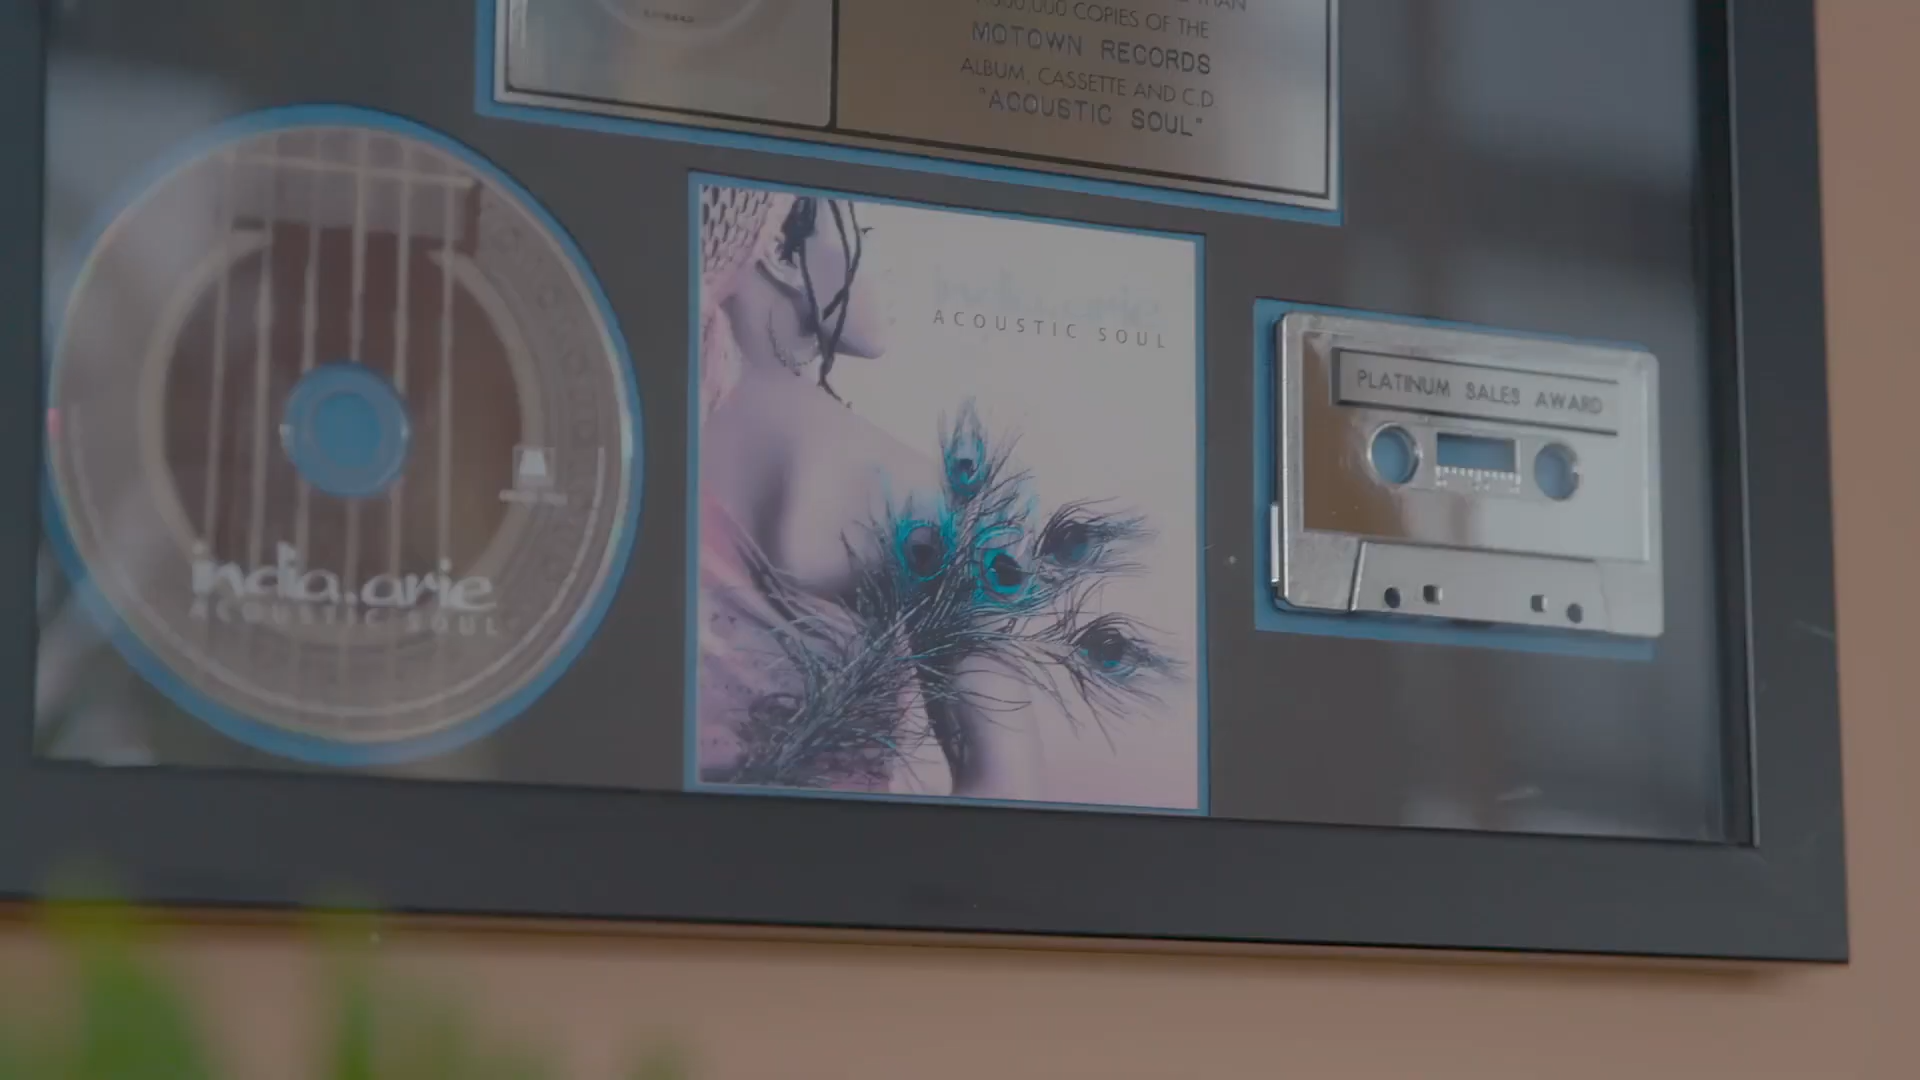 THAN
COPIES OF THE
MOTOWN RECORDS
ALBUM, CASSETTE AND C.D.
"ACOUSTIC SOUL"
india.arie
ACOUSTIC SOUL
PLATINUM SALES AWARD
india.arie
ACOUSTIC SOUL